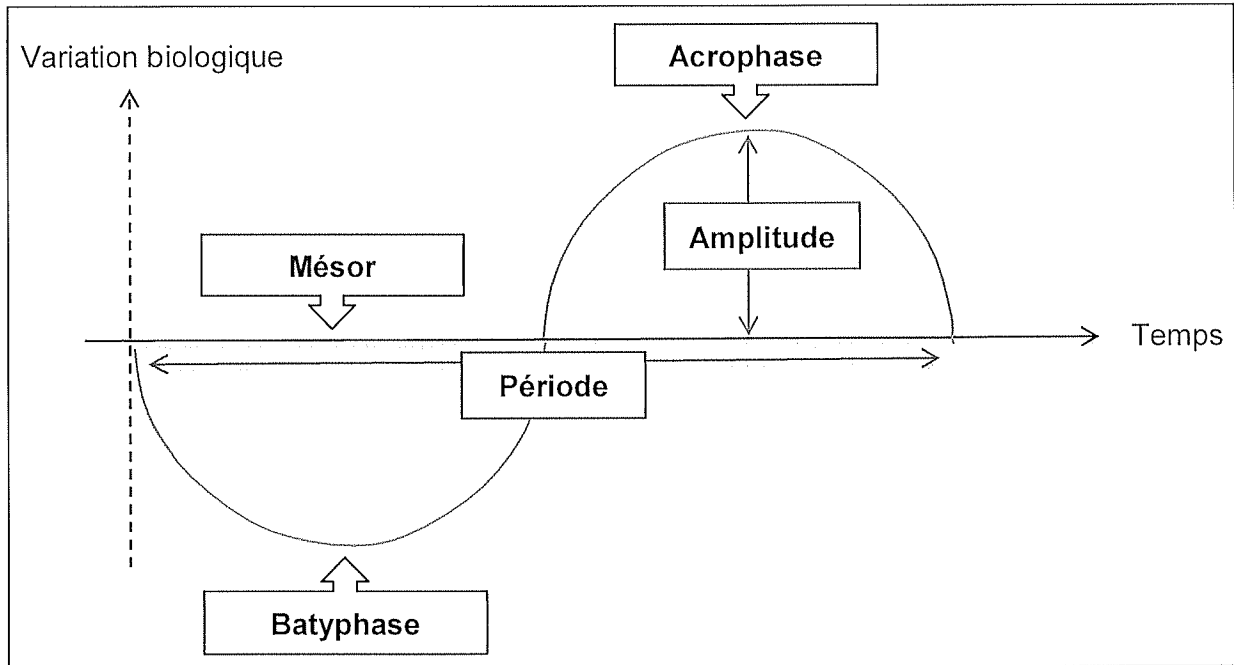 Variation biologique
Acrophase
Amplitude
Mésor
Temps
Période
Batyphase